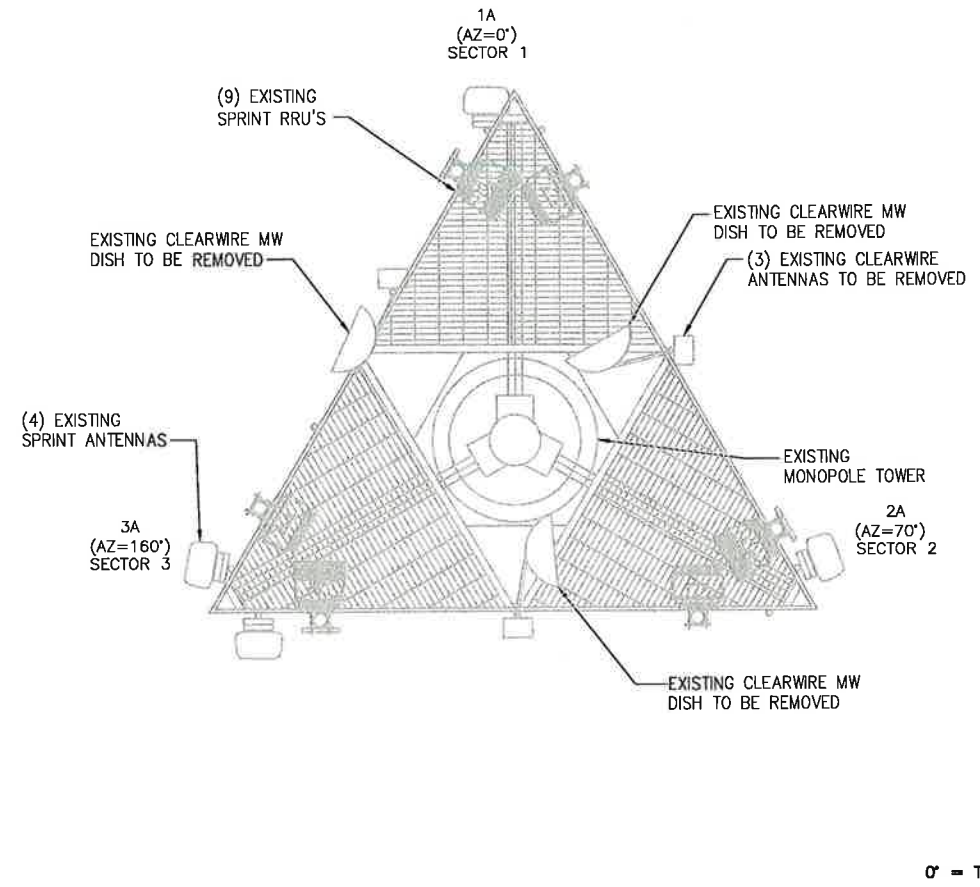 1A
(AZ=0°)
SECTOR 1
(9) EXISTING
SPRINT RRU'S
EXISTING CLEARWIRE MW
DISH TO BE REMOVED
EXISTING CLEARWIRE MW
DISH TO BE REMOVED
(3) EXISTING CLEARWIRE
ANTENNAS TO BE REMOVED
(4) EXISTING
SPRINT ANTENNAS
EXISTING
MONOPOLE TOWER
3A
(AZ=160°)
SECTOR 3
2A
(AZ=70°)
SECTOR 2
EXISTING CLEARWIRE MW
DISH TO BE REMOVED
0° = T